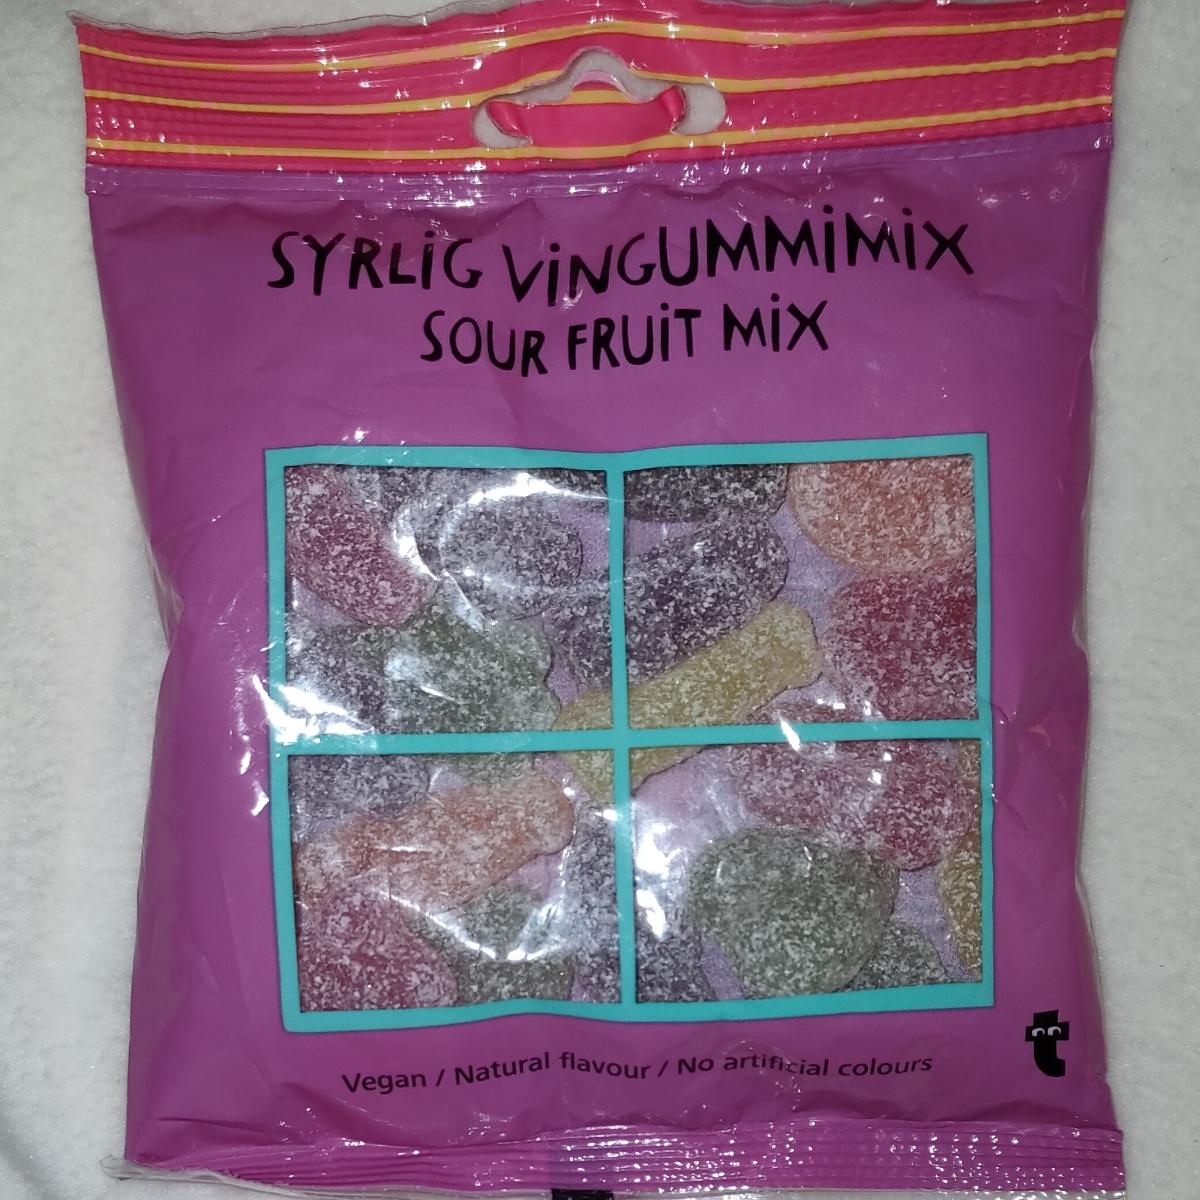 SYRLiG ViNGUMMiMiX
SOUR FRUiT MiX
Vegan / Natural flavour / No artificial colours
t